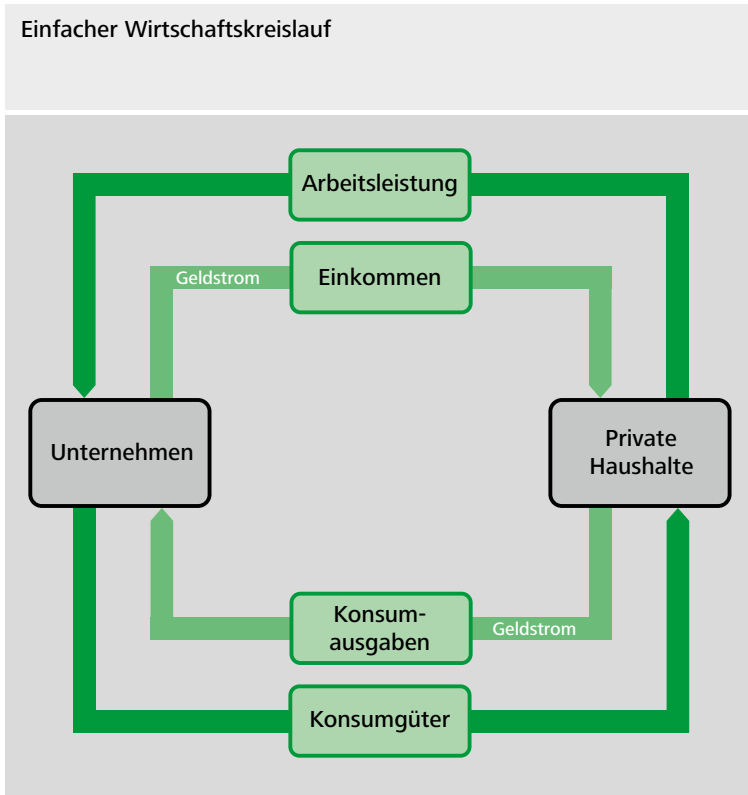 Einfacher Wirtschaftskreislauf
Arbeitsleistung
Geldstrom
Einkommen
Unternehmen
Private
Haushalte
Konsum-
ausgaben
Geldstrom
Konsumgüter